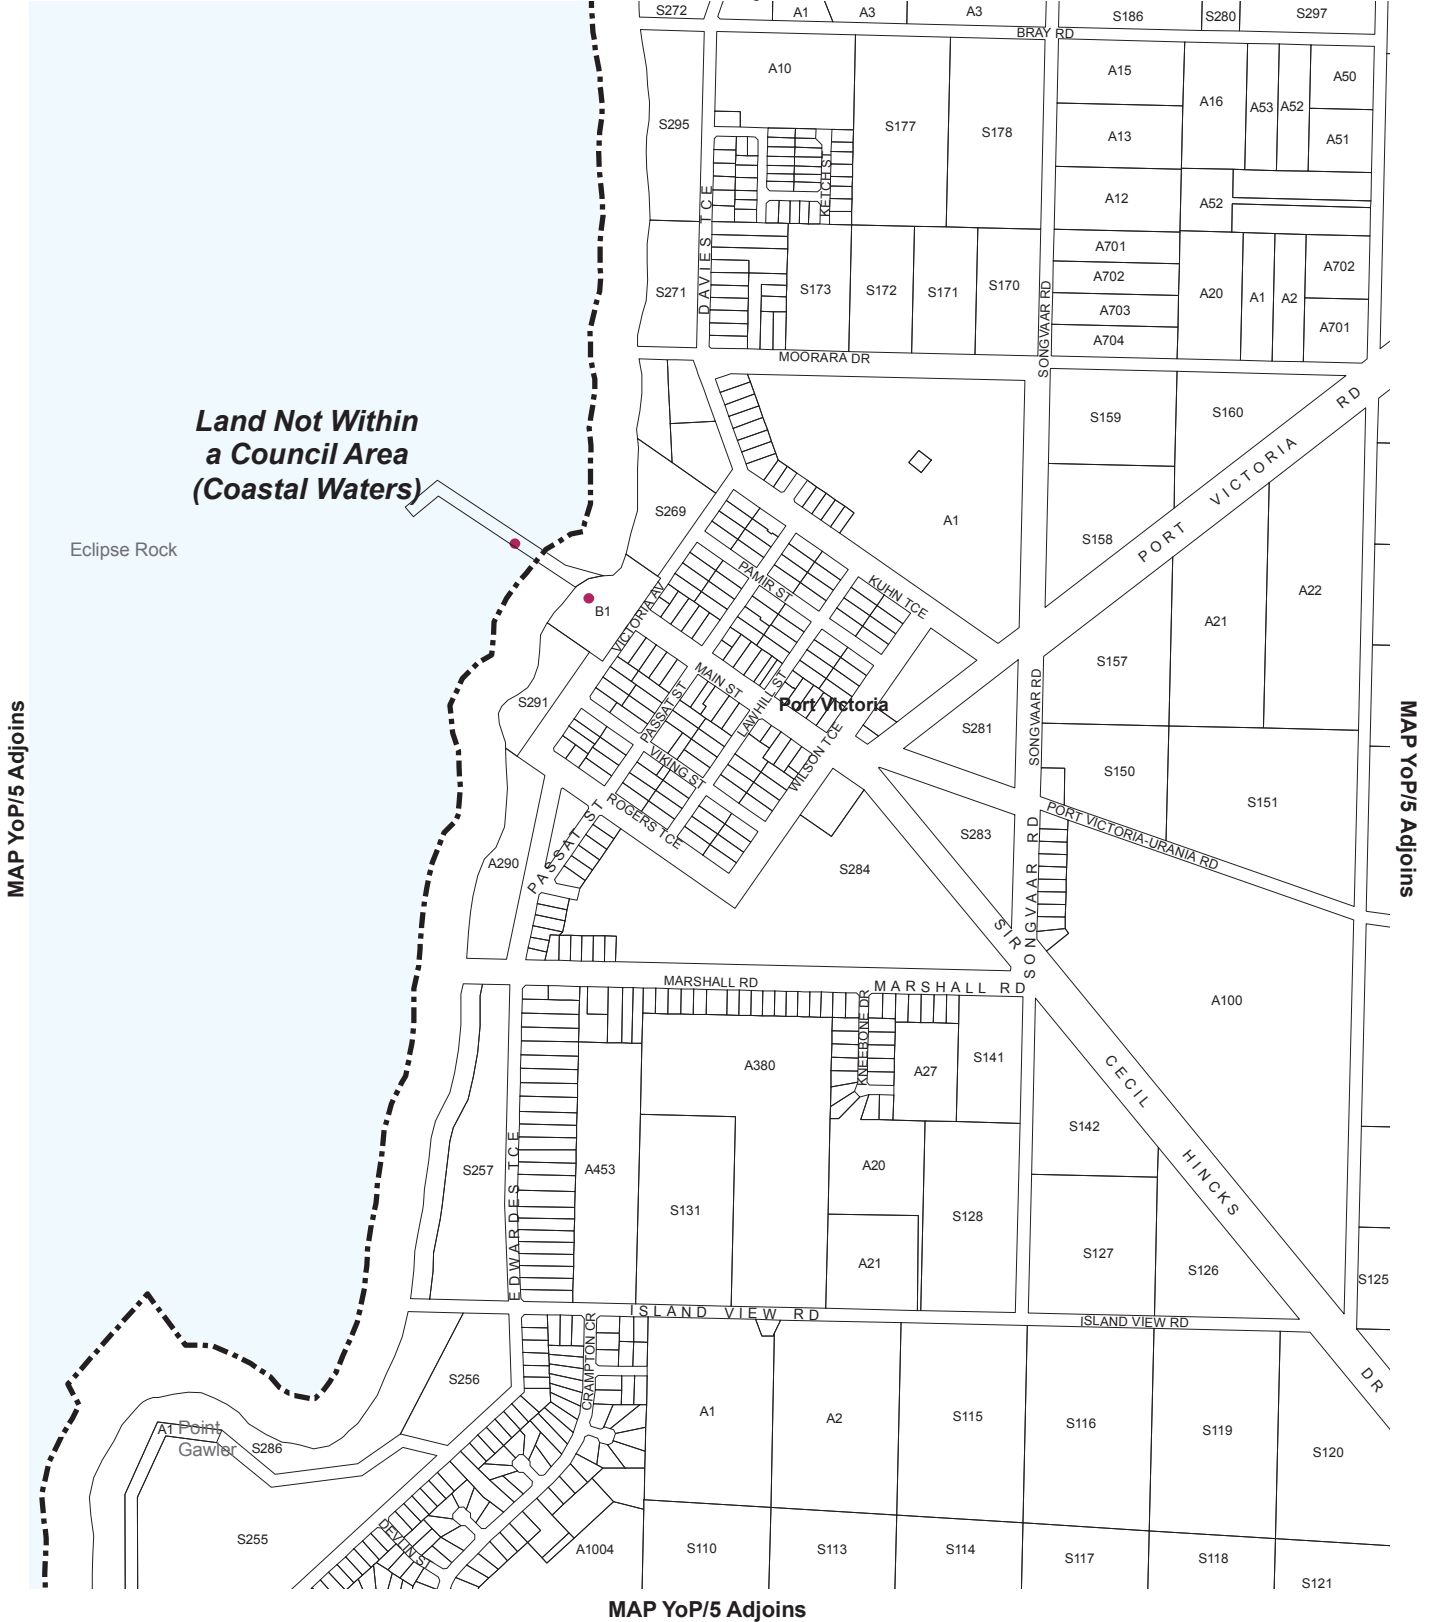 S272
A1
A3
A3
S186
S280
S297
BRAY RD
A10
S295
S177
S178
A15
A16
A53
A52
A50
A13
A51
KETCH S
DAVIES TCE
A12
A52
A701
A702
A703
A704
S271
S173
S172
S171
S170
SONGVAAR RD
A20
A1
A2
A702
A701
MOORARA DR
S159
S160
PORT VICTORIA RD
Land Not Within
a Council Area
(Coastal Waters)
S269
A1
S158
Eclipse Rock
PAMIR ST
KUHN TCE
B1
VICTORIA AV
A21
A22
S157
MAIN ST
S291
PASSAT ST
LAWHILL ST
Port Victoria
S281
SONGVAAR RD
WILSON TCE
VIKING ST
S150
S151
MAP YoP/5 Adjoins
MAP YoP/5 Adjoins
ROGERS TCE
PORT VICTORIA-URANIA RD
PASSAT ST
A290
S284
S283
SONGVAAR RD
SIR CECIL HINCKS DR
MARSHALL RD
MARSHALL RD
KNEEBONE DR
A100
A380
A27
S141
S142
S257
EDWARDES TCE
A453
S131
A20
S128
A21
S127
S126
S125
ISLAND VIEW RD
ISLAND VIEW RD
CRAMPTON CR
S256
A1
Point
Gawler
S286
A1
A2
S115
S116
S119
S120
S255
DEVLIN ST
A1004
S110
S113
S114
S117
S118
S121
MAP YoP/5 Adjoins